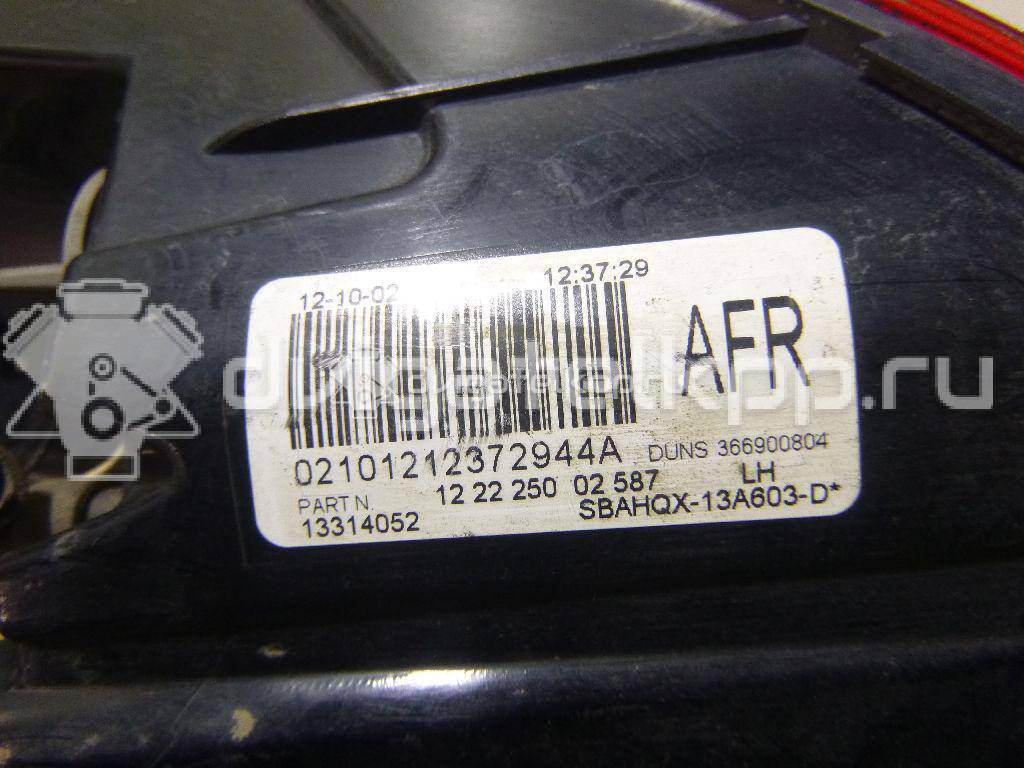 12-10-02 12:37:29
AFR
02101212372944A DUNS 366900804
12 22 250 02 587 LH
PART N.
13314052 SBAHQX-13A603-D*